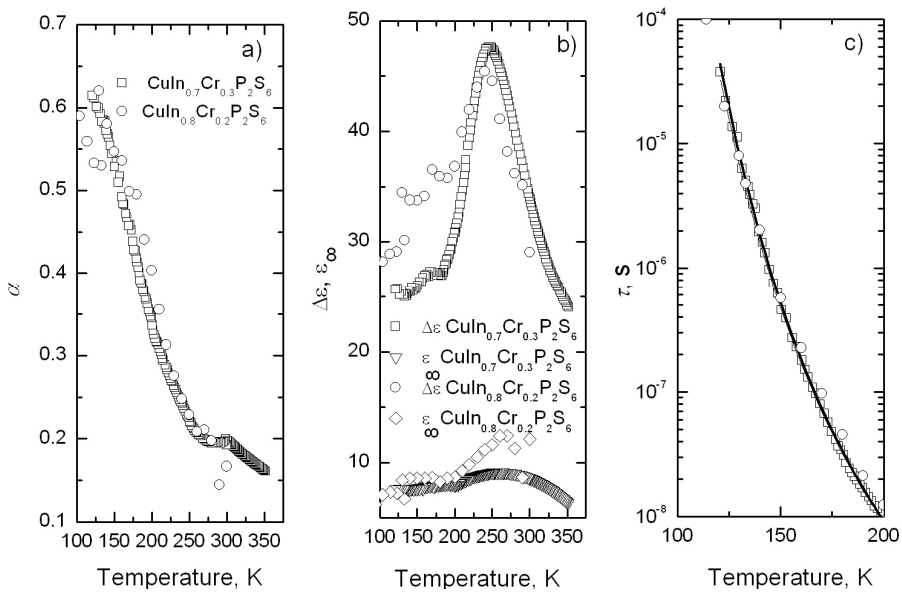 a)
0.7
0.6
0.5
0.4
0.3
0.2
0.1
α
CuIn0.7Cr0.3P2S6
CuIn0.8Cr0.2P2S6
100 150 200 250 300 350
Temperature, K
b)
50
40
30
20
10
Δε, ε∞
Δε CuIn0.7Cr0.3P2S6
ε∞ CuIn0.7Cr0.3P2S6
Δε CuIn0.8Cr0.2P2S6
ε∞ CuIn0.8Cr0.2P2S6
100 150 200 250 300 350
Temperature, K
c)
10-4
10-5
10-6
10-7
10-8
τ, s
100 150 200
Temperature, K